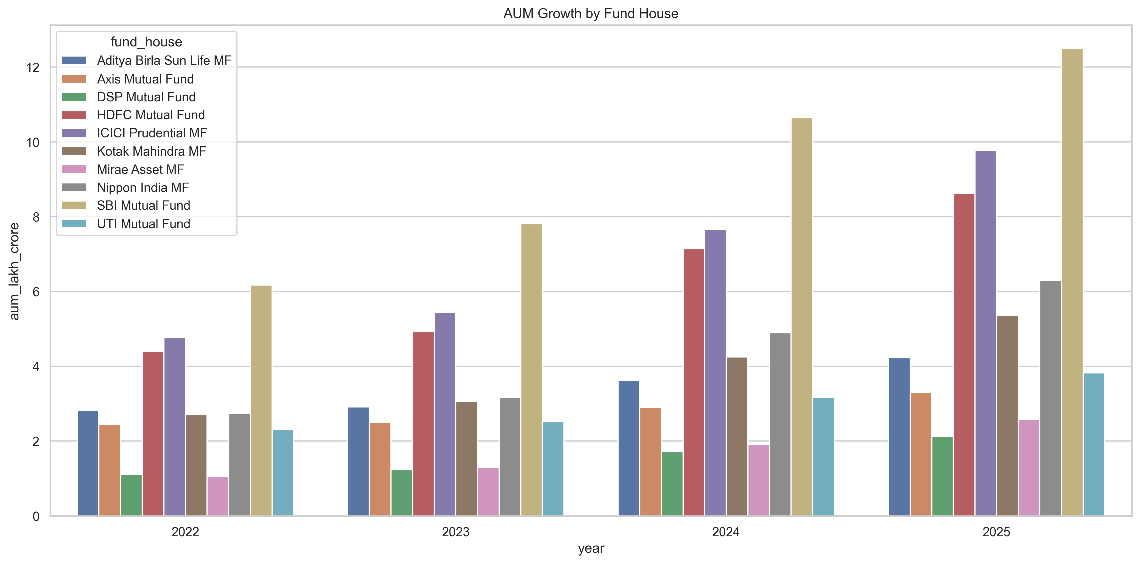 AUM Growth by Fund House
fund_house
Aditya Birla Sun Life MF
Axis Mutual Fund
DSP Mutual Fund
HDFC Mutual Fund
ICICI Prudential MF
Kotak Mahindra MF
Mirae Asset MF
Nippon India MF
SBI Mutual Fund
UTI Mutual Fund
aum_lakh_crore
12
10
8
6
4
2
0
2022
2023
2024
2025
year